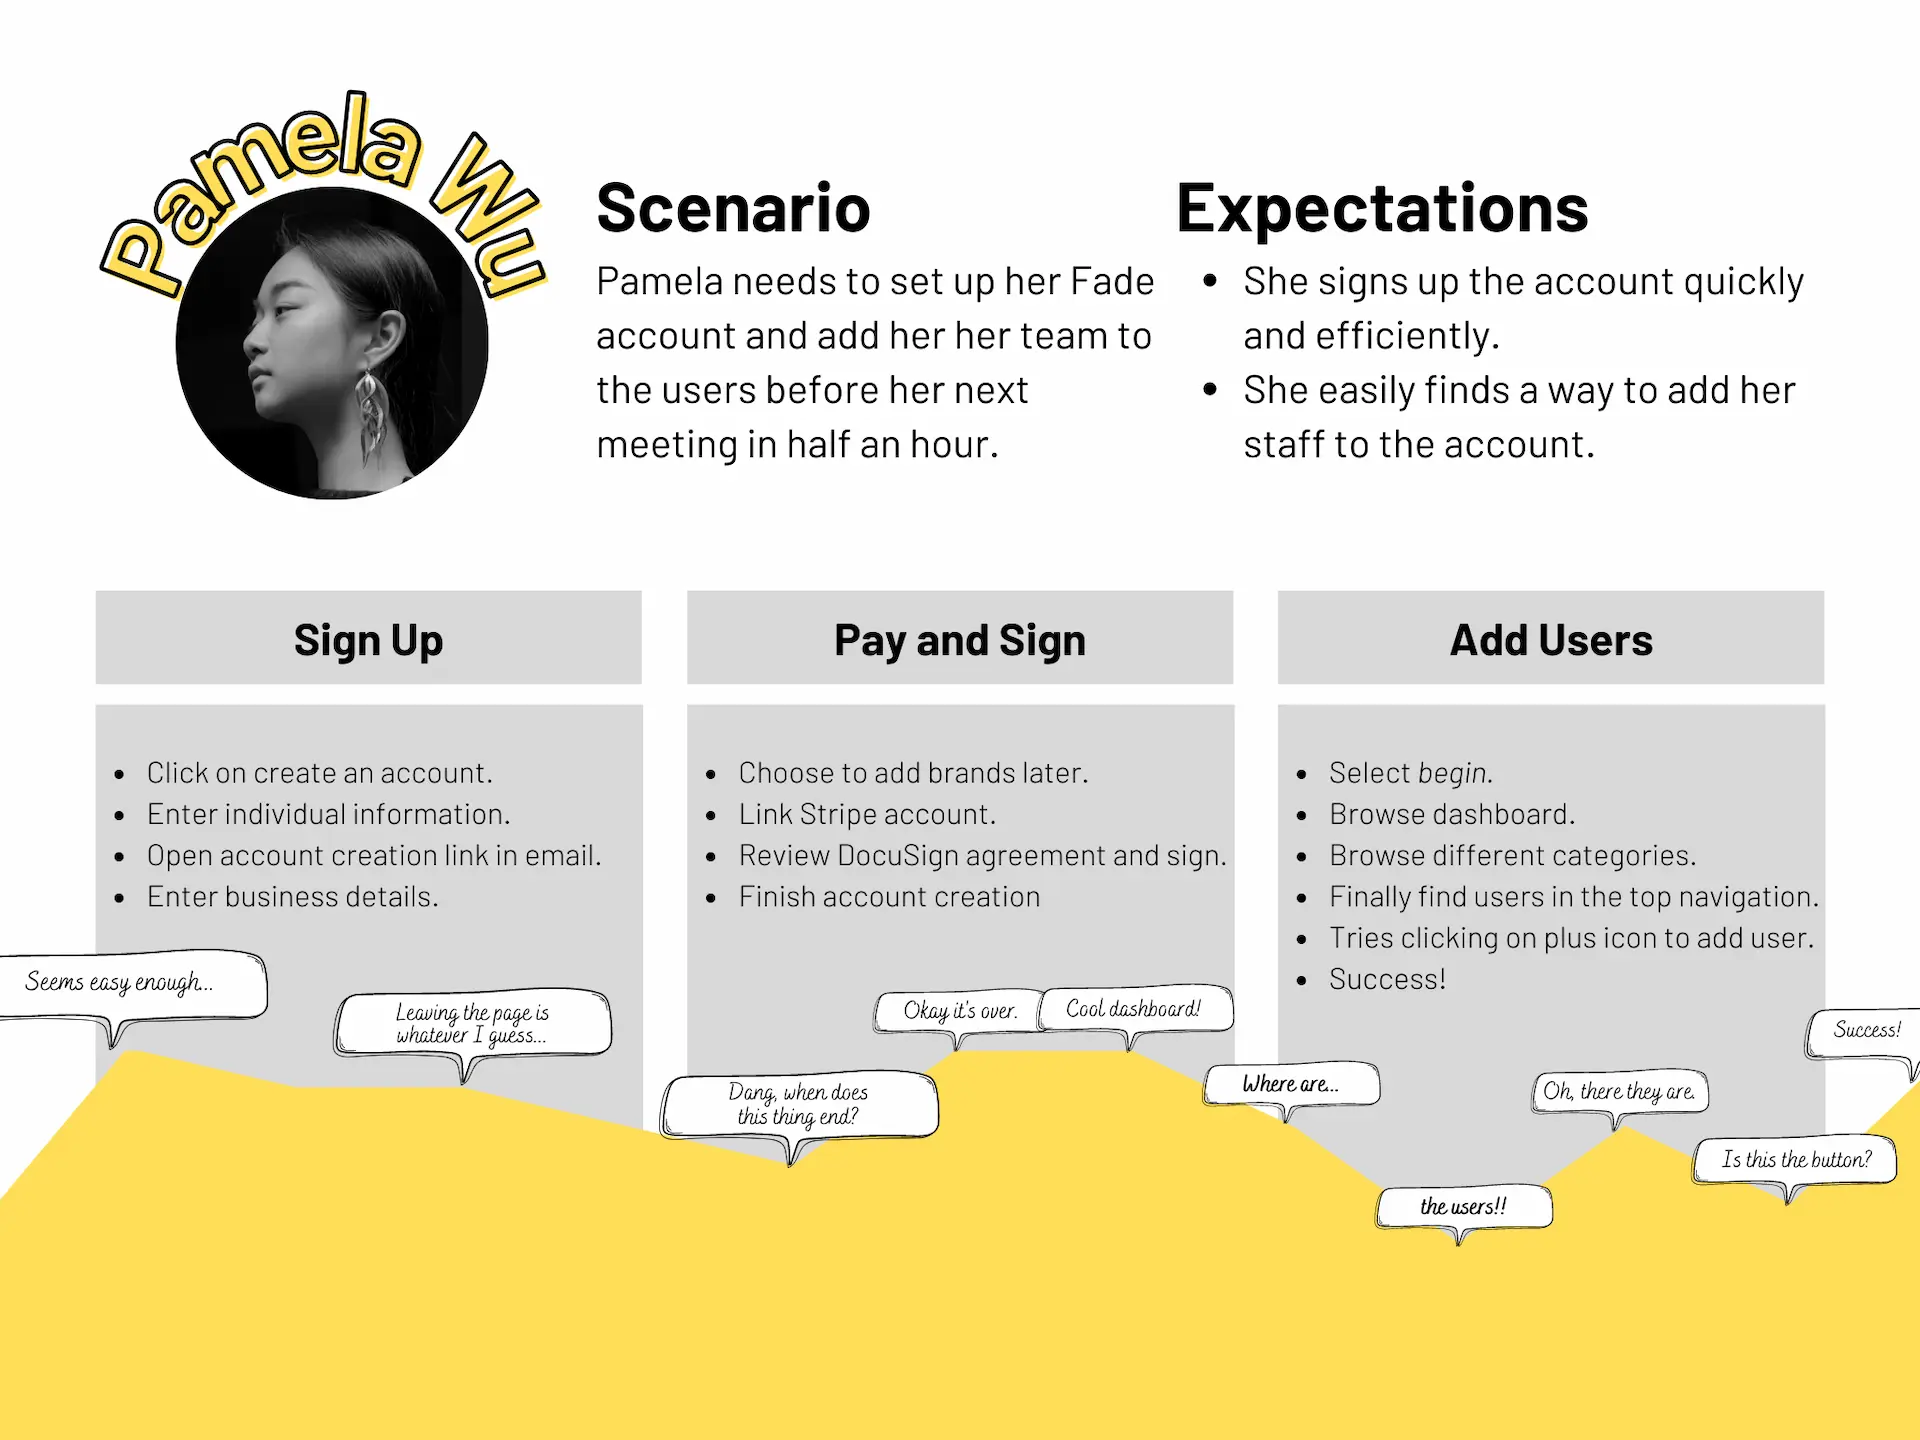 Pamela Wu
Scenario
Pamela needs to set up her Fade
account and add her her team to
the users before her next
meeting in half an hour.
Expectations
• She signs up the account quickly
and efficiently.
• She easily finds a way to add her
staff to the account.
Sign Up
• Click on create an account.
• Enter individual information.
• Open account creation link in email.
• Enter business details.
Pay and Sign
• Choose to add brands later.
• Link Stripe account.
• Review DocuSign agreement and sign.
• Finish account creation
Add Users
• Select begin.
• Browse dashboard.
• Browse different categories.
• Finally find users in the top navigation.
• Tries clicking on plus icon to add user.
• Success!
Seems easy enough...
Leaving the page is
whatever I guess...
Dang, when does
this thing end?
Okay it's over.
Cool dashboard!
Where are...
the users!!
Oh, there they are.
Is this the button?
Success!